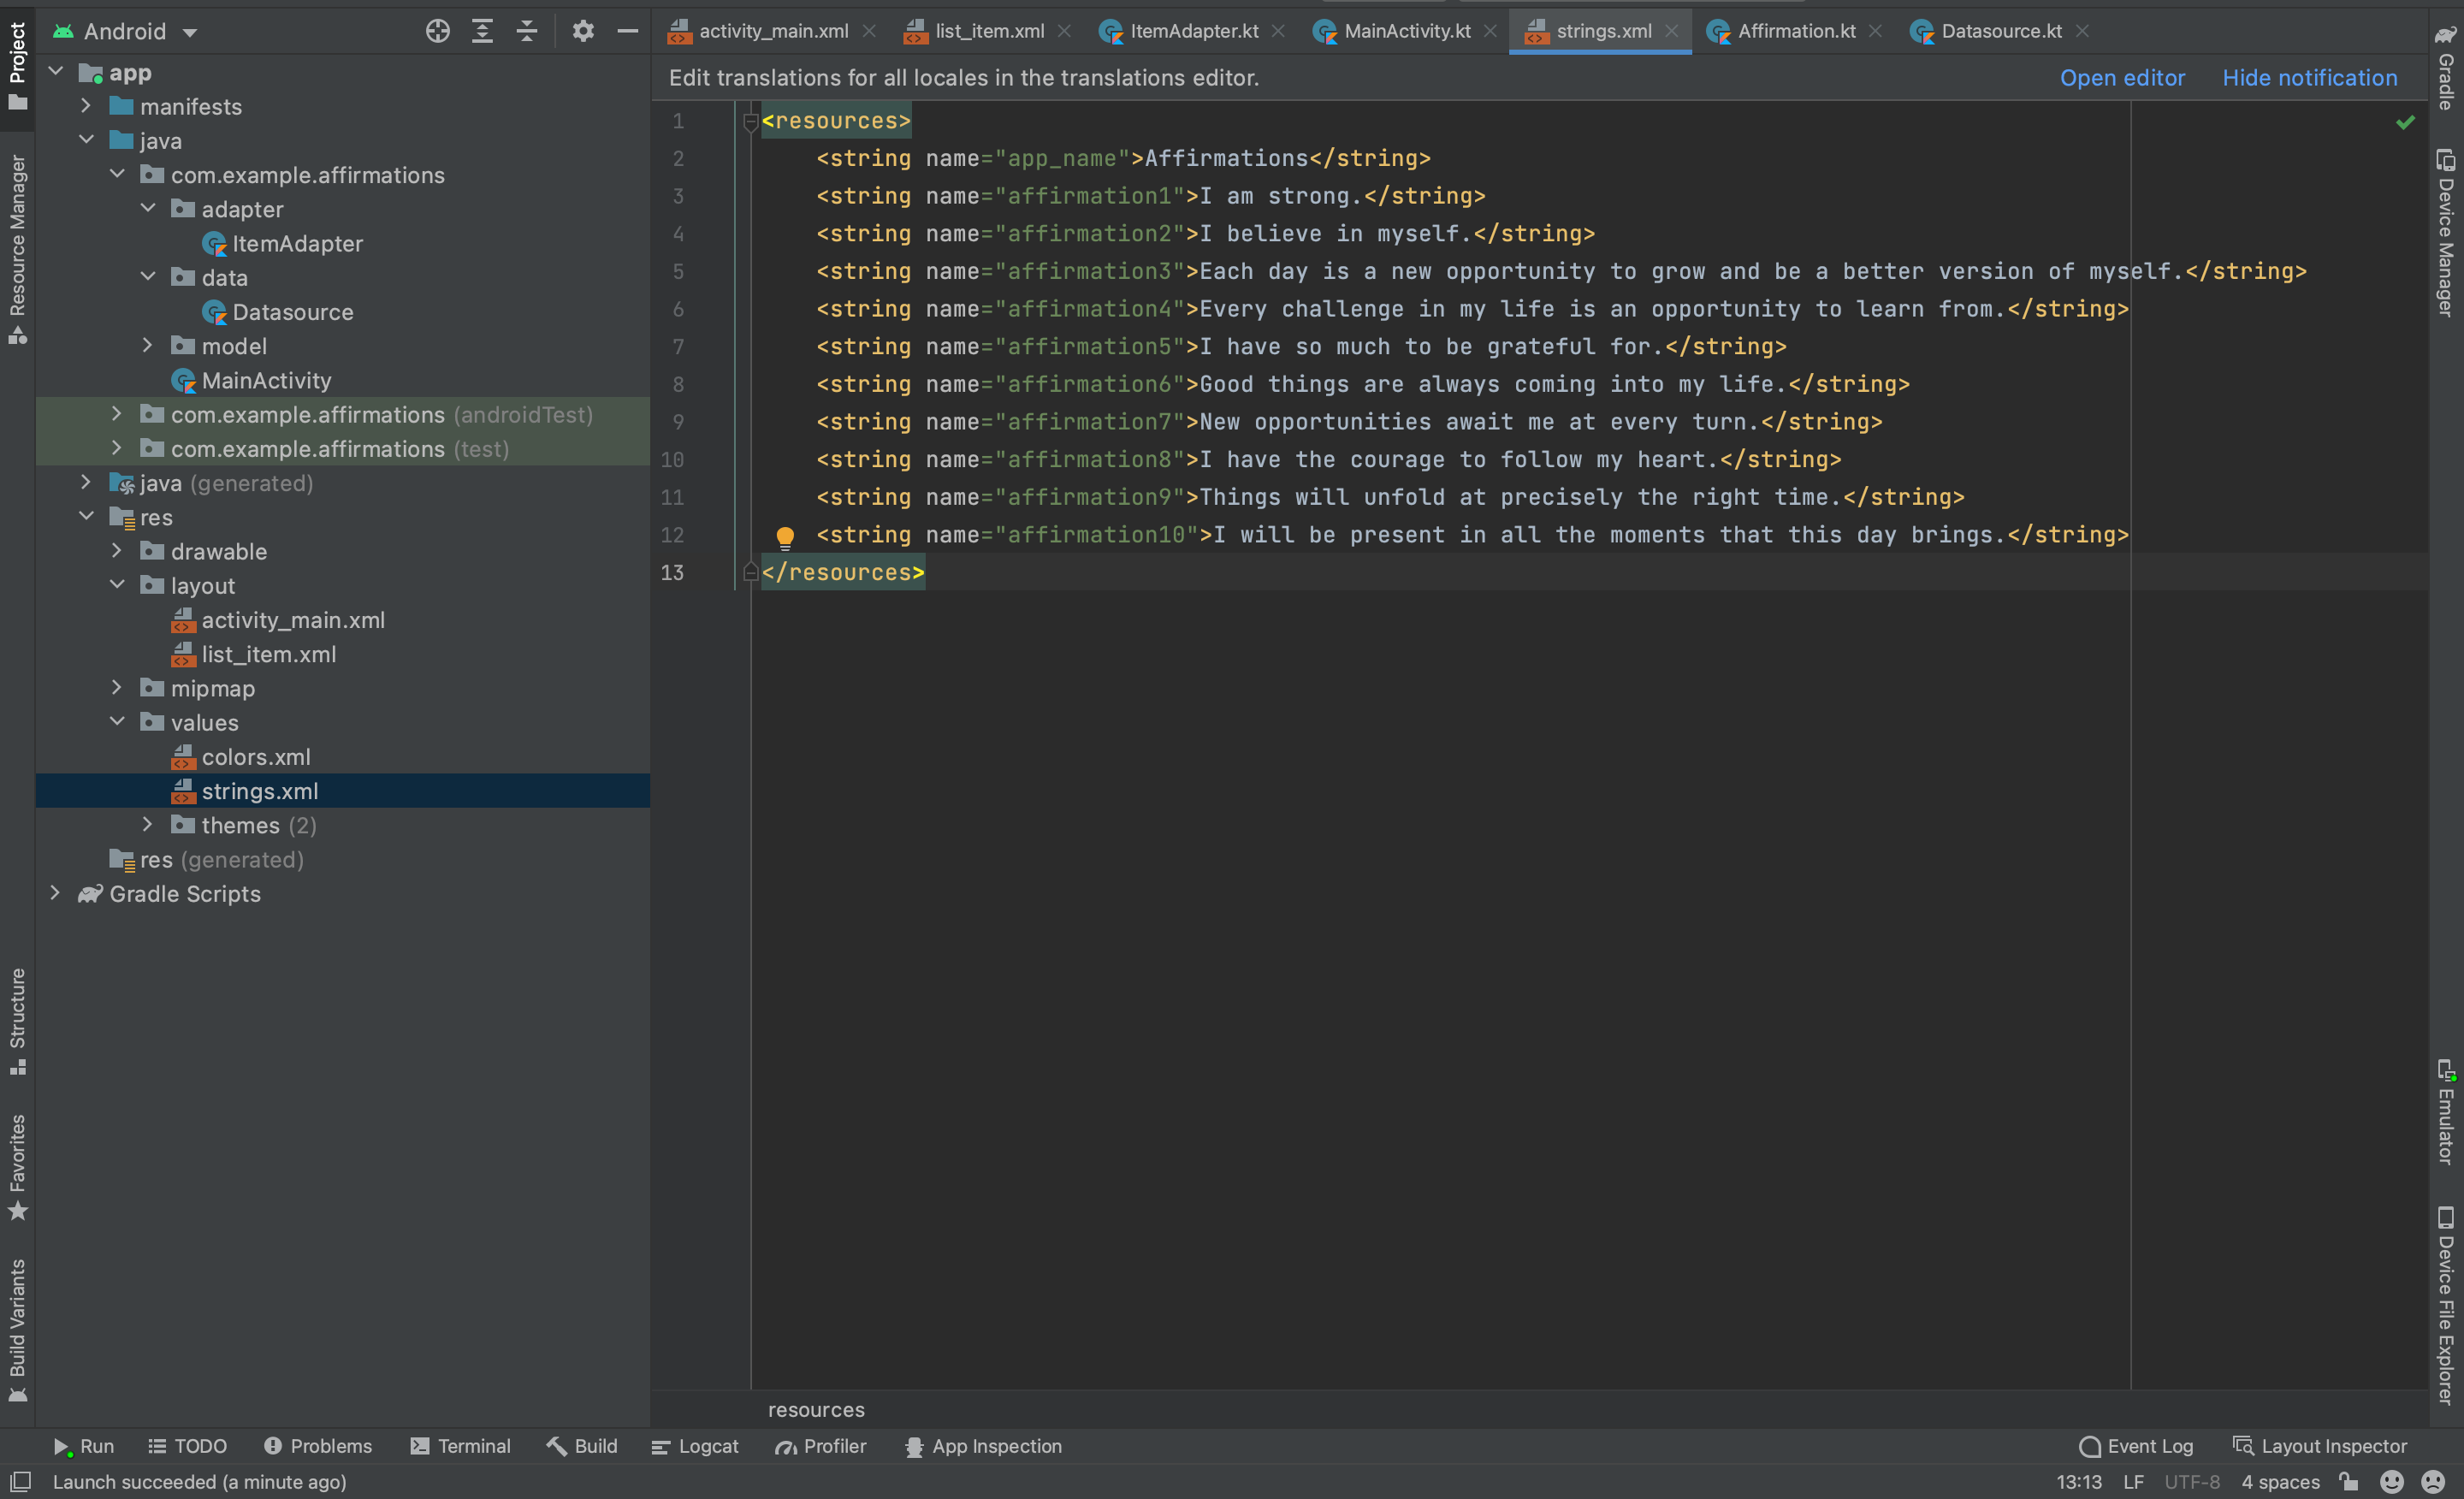 Android
activity_main.xml
list_item.xml
ItemAdapter.kt
MainActivity.kt
strings.xml
Affirmation.kt
Datasource.kt
Edit translations for all locales in the translations editor.
Open editor
Hide notification
Project
Resource Manager
Structure
Favorites
Build Variants
app
manifests
java
com.example.affirmations
adapter
ItemAdapter
data
Datasource
model
MainActivity
com.example.affirmations (androidTest)
com.example.affirmations (test)
java (generated)
res
drawable
layout
activity_main.xml
list_item.xml
mipmap
values
colors.xml
strings.xml
themes (2)
res (generated)
Gradle Scripts
1 <resources>
2 <string name="app_name">Affirmations</string>
3 <string name="affirmation1">I am strong.</string>
4 <string name="affirmation2">I believe in myself.</string>
5 <string name="affirmation3">Each day is a new opportunity to grow and be a better version of myself.</string>
6 <string name="affirmation4">Every challenge in my life is an opportunity to learn from.</string>
7 <string name="affirmation5">I have so much to be grateful for.</string>
8 <string name="affirmation6">Good things are always coming into my life.</string>
9 <string name="affirmation7">New opportunities await me at every turn.</string>
10 <string name="affirmation8">I have the courage to follow my heart.</string>
11 <string name="affirmation9">Things will unfold at precisely the right time.</string>
12 <string name="affirmation10">I will be present in all the moments that this day brings.</string>
13 </resources>
resources
Gradle
Device Manager
Emulator
Device File Explorer
Run
TODO
Problems
Terminal
Build
Logcat
Profiler
App Inspection
Event Log
Layout Inspector
Launch succeeded (a minute ago)
13:13
LF
UTF-8
4 spaces